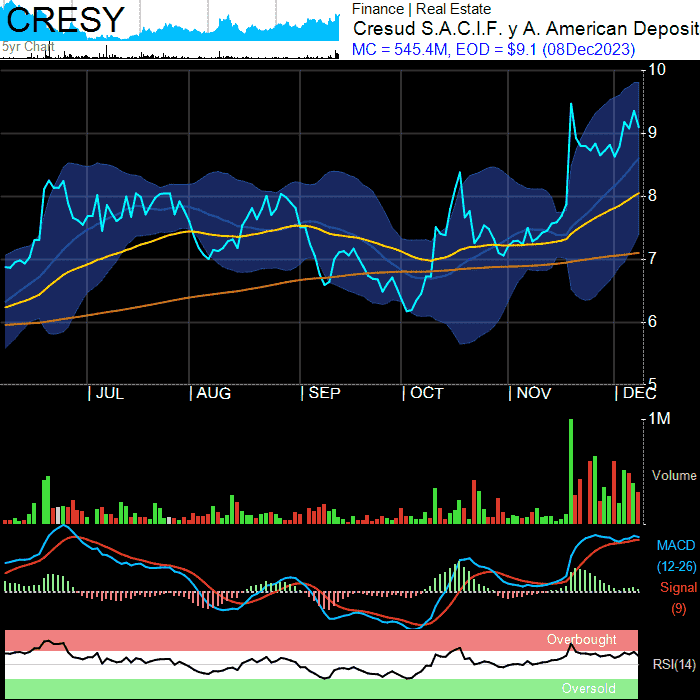 CRESY
5yr Chart
Finance | Real Estate
Cresud S.A.C.I.F. y A. American Deposit
MC = 545.4M, EOD = $9.1 (08Dec2023)
10
9
8
7
6
5
| JUL | AUG | SEP | OCT | NOV | DEC
1M
Volume
MACD
(12-26)
Signal
(9)
Overbought
RSI(14)
Oversold